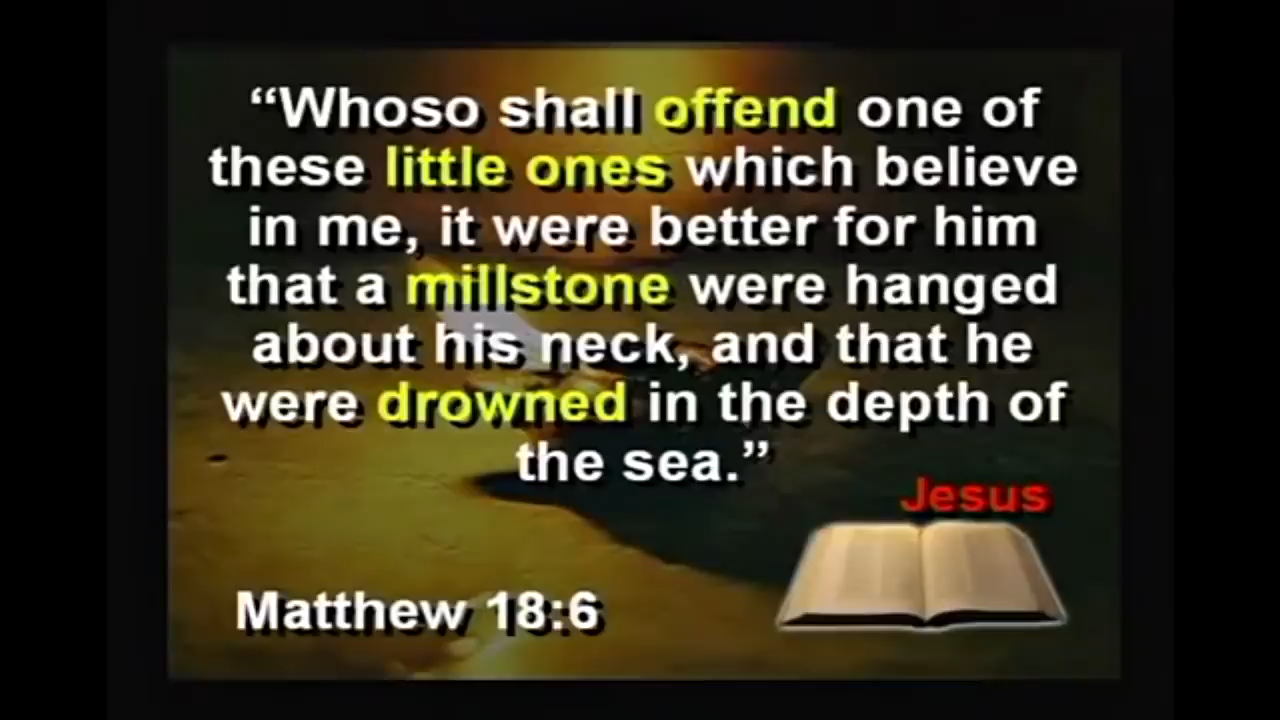 “Whoso shall offend one of
these little ones which believe
in me, it were better for him
that a millstone were hanged
about his neck, and that he
were drowned in the depth of
the sea.”
Jesus
Matthew 18:6